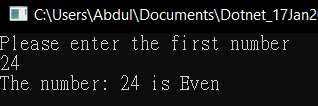 C:\Users\Abdul\Documents\Dotnet_17Jan2
Please enter the first number
24
The number: 24 is Even